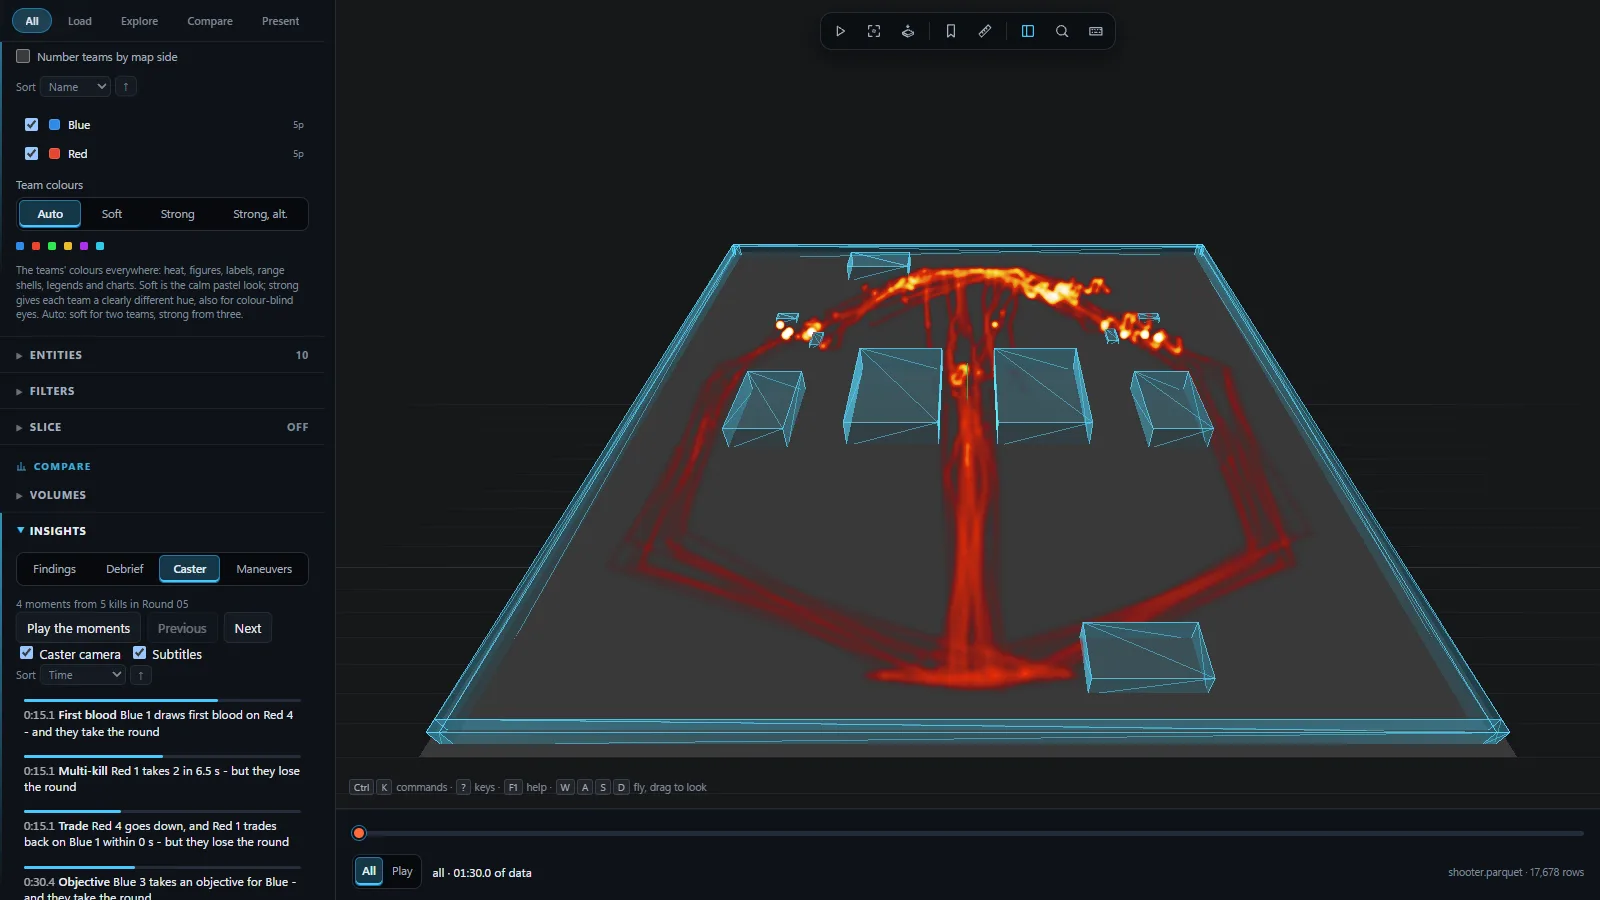 All Load Explore Compare Present
Number teams by map side
Sort Name ↑
Blue 5p
Red 5p
Team colours
Auto Soft Strong Strong, alt.
The teams' colours everywhere: heat, figures, labels, range
shells, legends and charts. Soft is the calm pastel look; strong
gives each team a clearly different hue, also for colour-blind
eyes. Auto: soft for two teams, strong from three.
ENTITIES 10
FILTERS
SLICE OFF
COMPARE
VOLUMES
INSIGHTS
Findings Debrief Caster Maneuvers
4 moments from 5 kills in Round 05
Play the moments Previous Next
Caster camera Subtitles
Sort Time ↑
0:15.1 First blood Blue 1 draws first blood on Red 4
- and they take the round
0:15.1 Multi-kill Red 1 takes 2 in 6.5 s - but they lose
the round
0:15.1 Trade Red 4 goes down, and Red 1 trades
back on Blue 1 within 0 s - but they lose the round
0:30.4 Objective Blue 3 takes an objective for Blue -
and they take the round
Ctrl K commands · ? keys · F1 help · W A S D fly, drag to look
All Play all · 01:30.0 of data
shooter.parquet · 17,678 rows